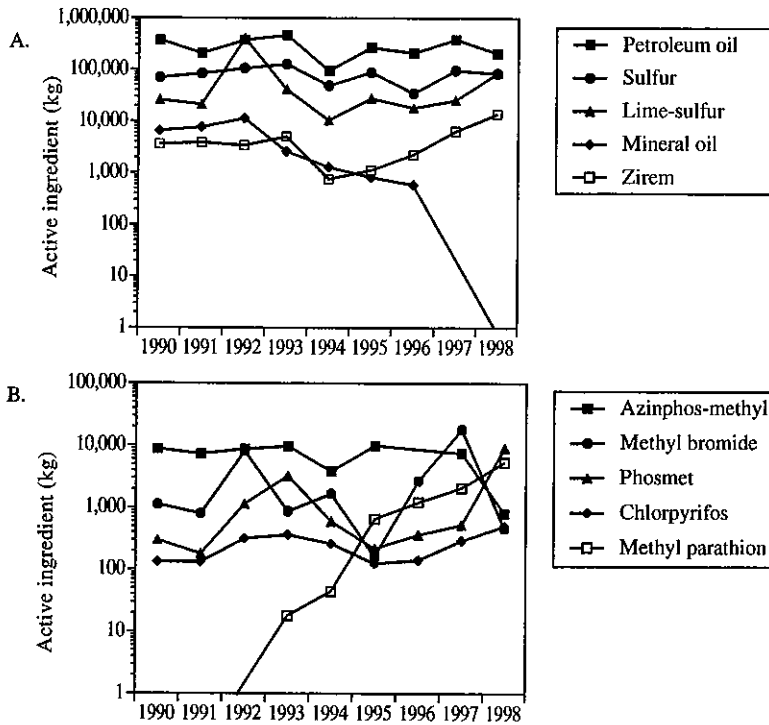 A.
Active ingredient (kg)
1,000,000
100,000
10,000
1,000
100
10
1
1990 1991 1992 1993 1994 1995 1996 1997 1998
Petroleum oil
Sulfur
Lime-sulfur
Mineral oil
Zirem
B.
Active ingredient (kg)
100,000
10,000
1,000
100
10
1
1990 1991 1992 1993 1994 1995 1996 1997 1998
Azinphos-methyl
Methyl bromide
Phosmet
Chlorpyrifos
Methyl parathion